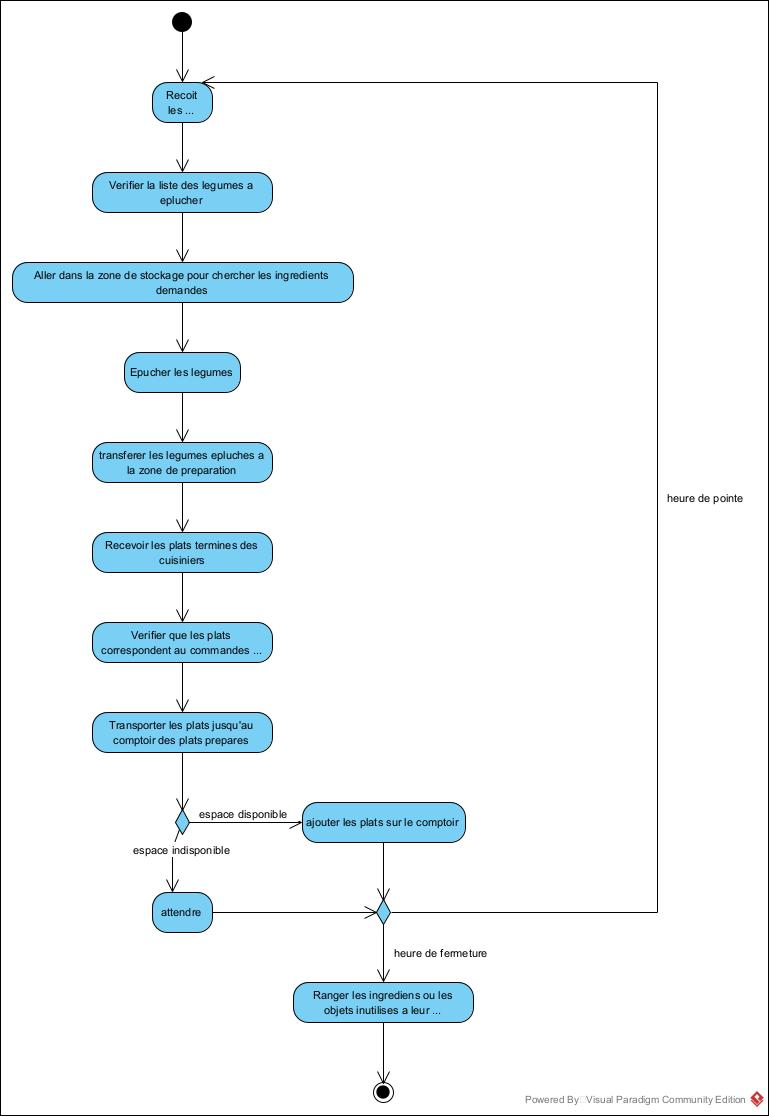 Recoit
les ...
Verifier la liste des legumes a
eplucher
Aller dans la zone de stockage pour chercher les ingredients
demandes
Epucher les legumes
transferer les legumes epluches a
la zone de preparation
heure de pointe
Recevoir les plats termines des
cuisiniers
Verifier que les plats
correspondent au commandes ...
Transporter les plats jusqu'au
comptoir des plats prepares
espace disponible
ajouter les plats sur le comptoir
espace indisponible
attendre
heure de fermeture
Ranger les ingrediens ou les
objets inutilises a leur ...
Powered By Visual Paradigm Community Edition